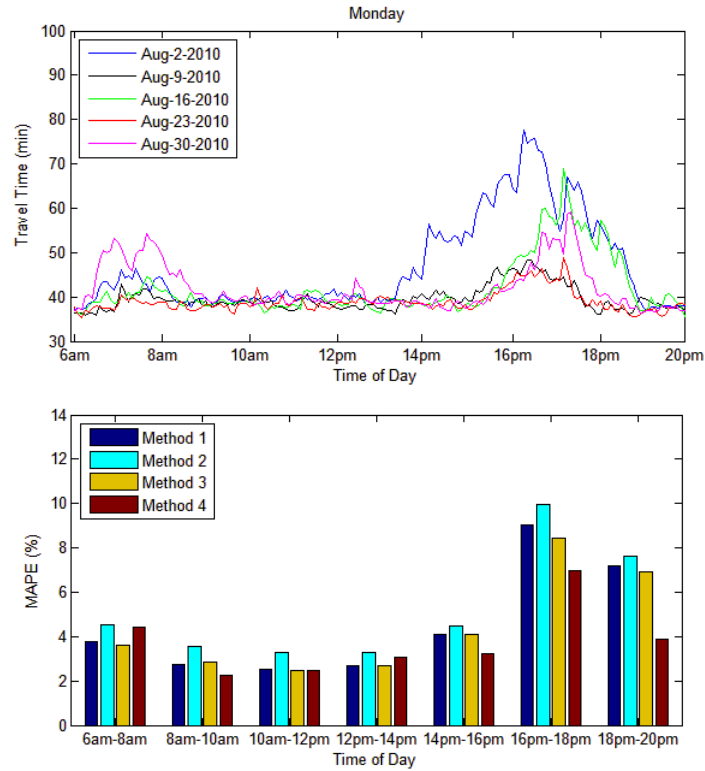 Monday
100
90
80
70
60
50
40
30
Travel Time (min)
Aug-2-2010
Aug-9-2010
Aug-16-2010
Aug-23-2010
Aug-30-2010
6am 8am 10am 12pm 14pm 16pm 18pm 20pm
Time of Day
14
12
10
8
6
4
2
0
MAPE (%)
Method 1
Method 2
Method 3
Method 4
6am-8am 8am-10am 10am-12pm 12pm-14pm 14pm-16pm 16pm-18pm 18pm-20pm
Time of Day